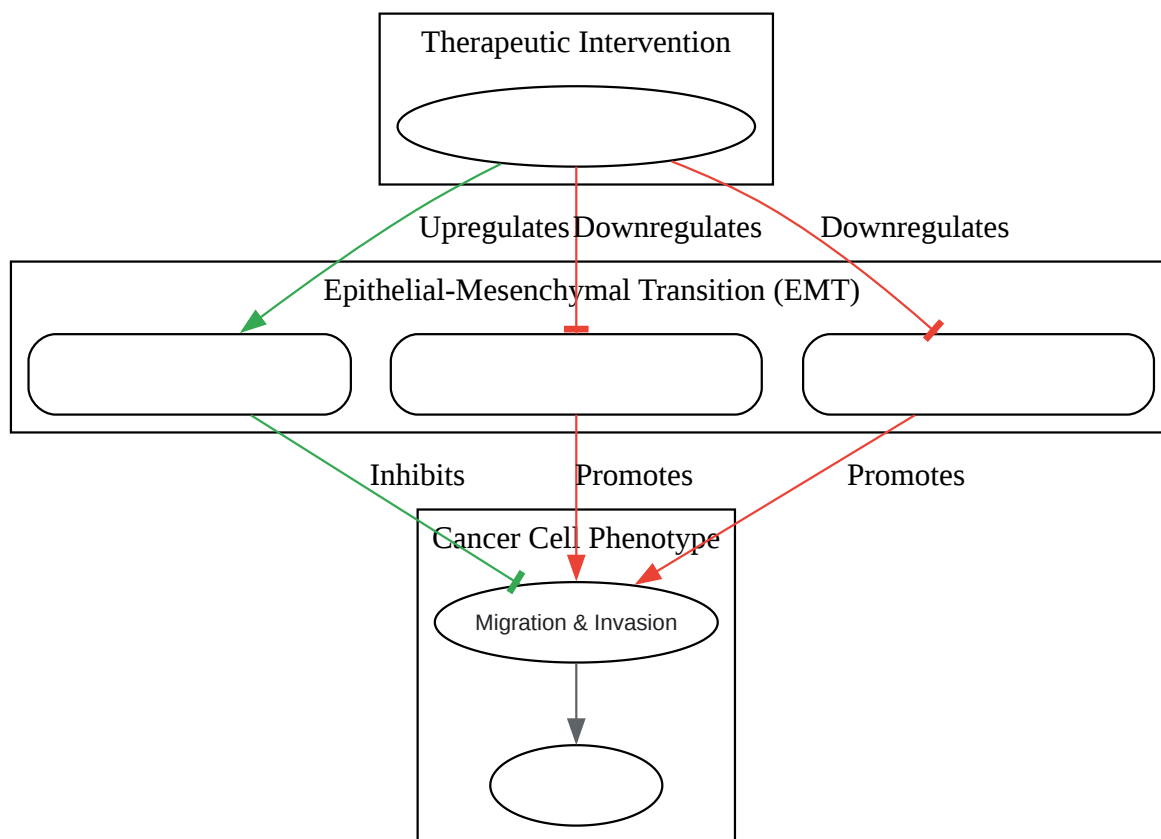 Therapeutic Intervention
Upregulates
Downregulates
Downregulates
Epithelial-Mesenchymal Transition (EMT)
Inhibits
Promotes
Promotes
Cancer Cell Phenotype
Migration & Invasion